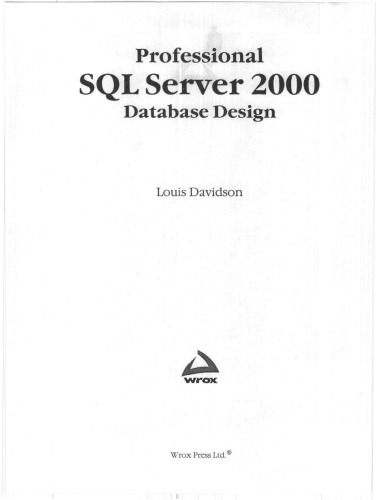 Professional
SQL Server 2000
Database Design
Louis Davidson
wrox
Wrox Press Ltd.®